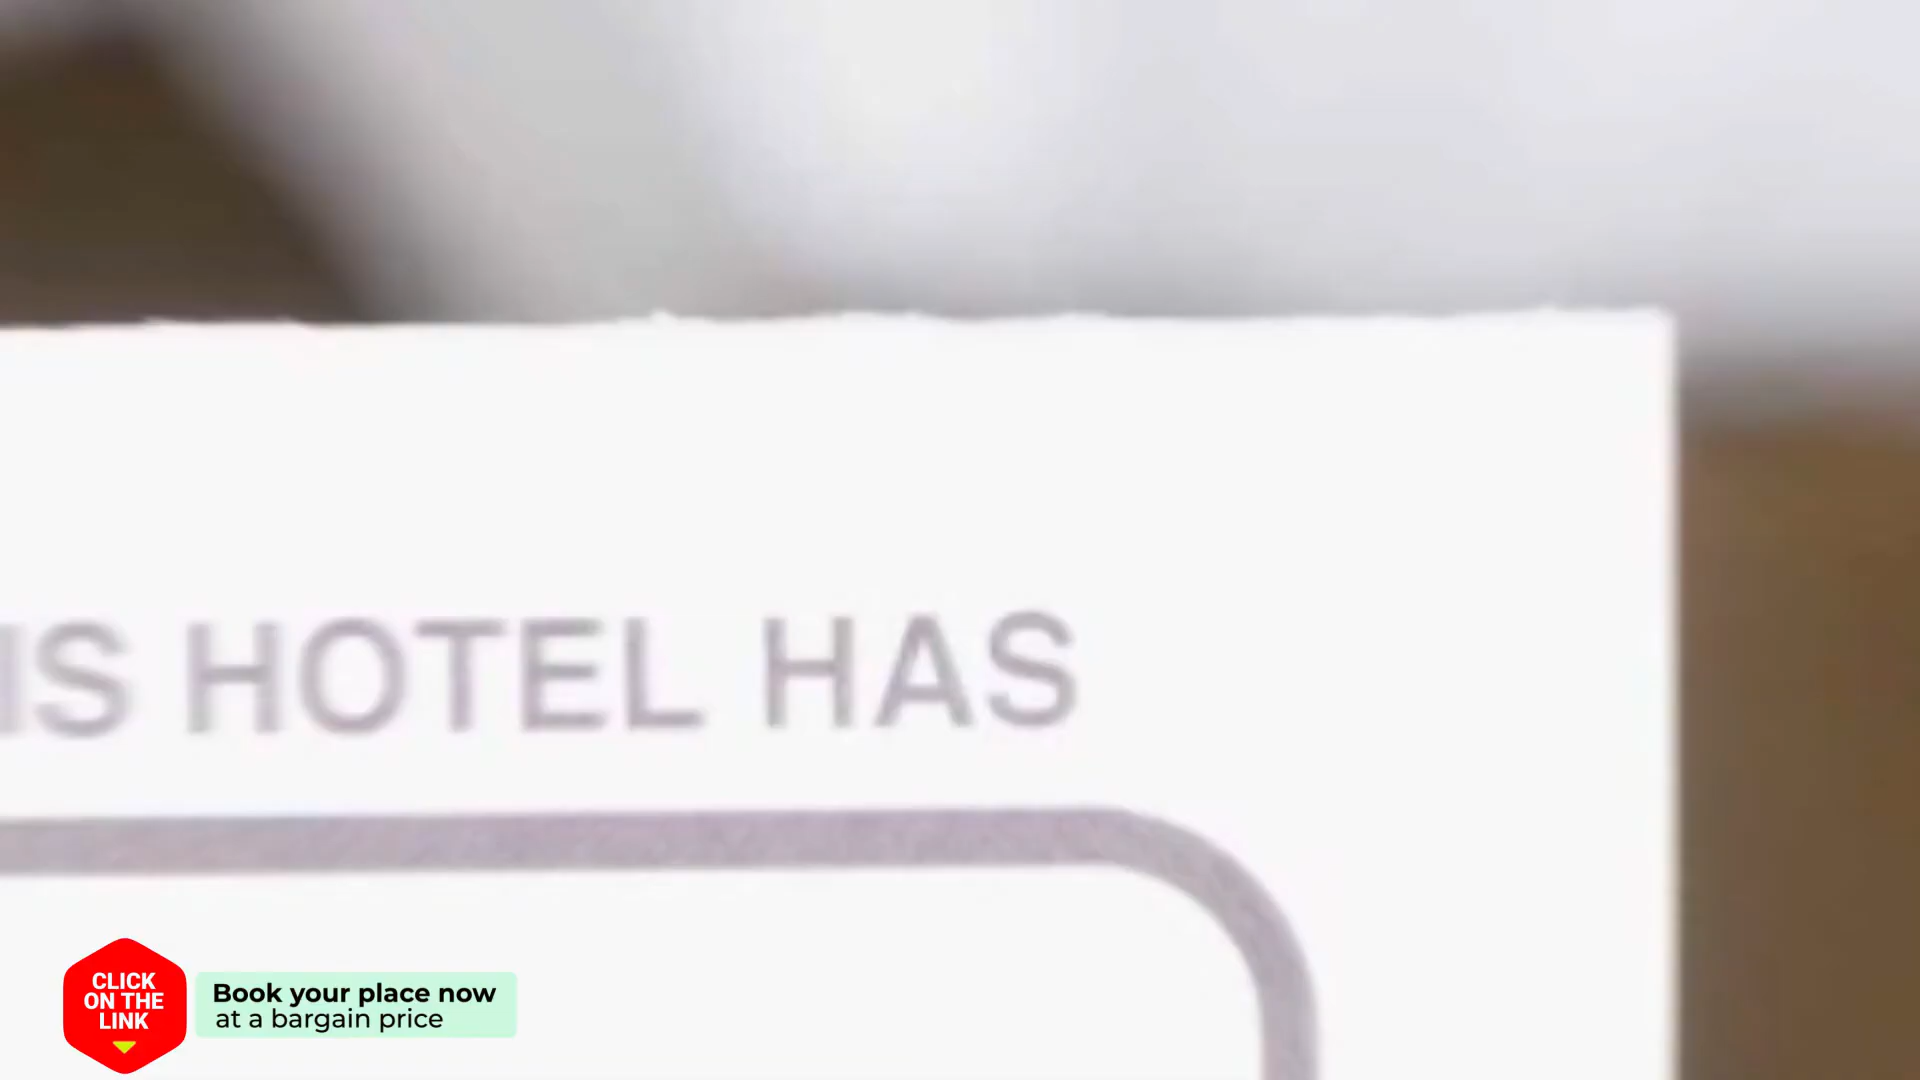 IS HOTEL HAS
CLICK
ON THE
LINK
Book your place now
at a bargain price